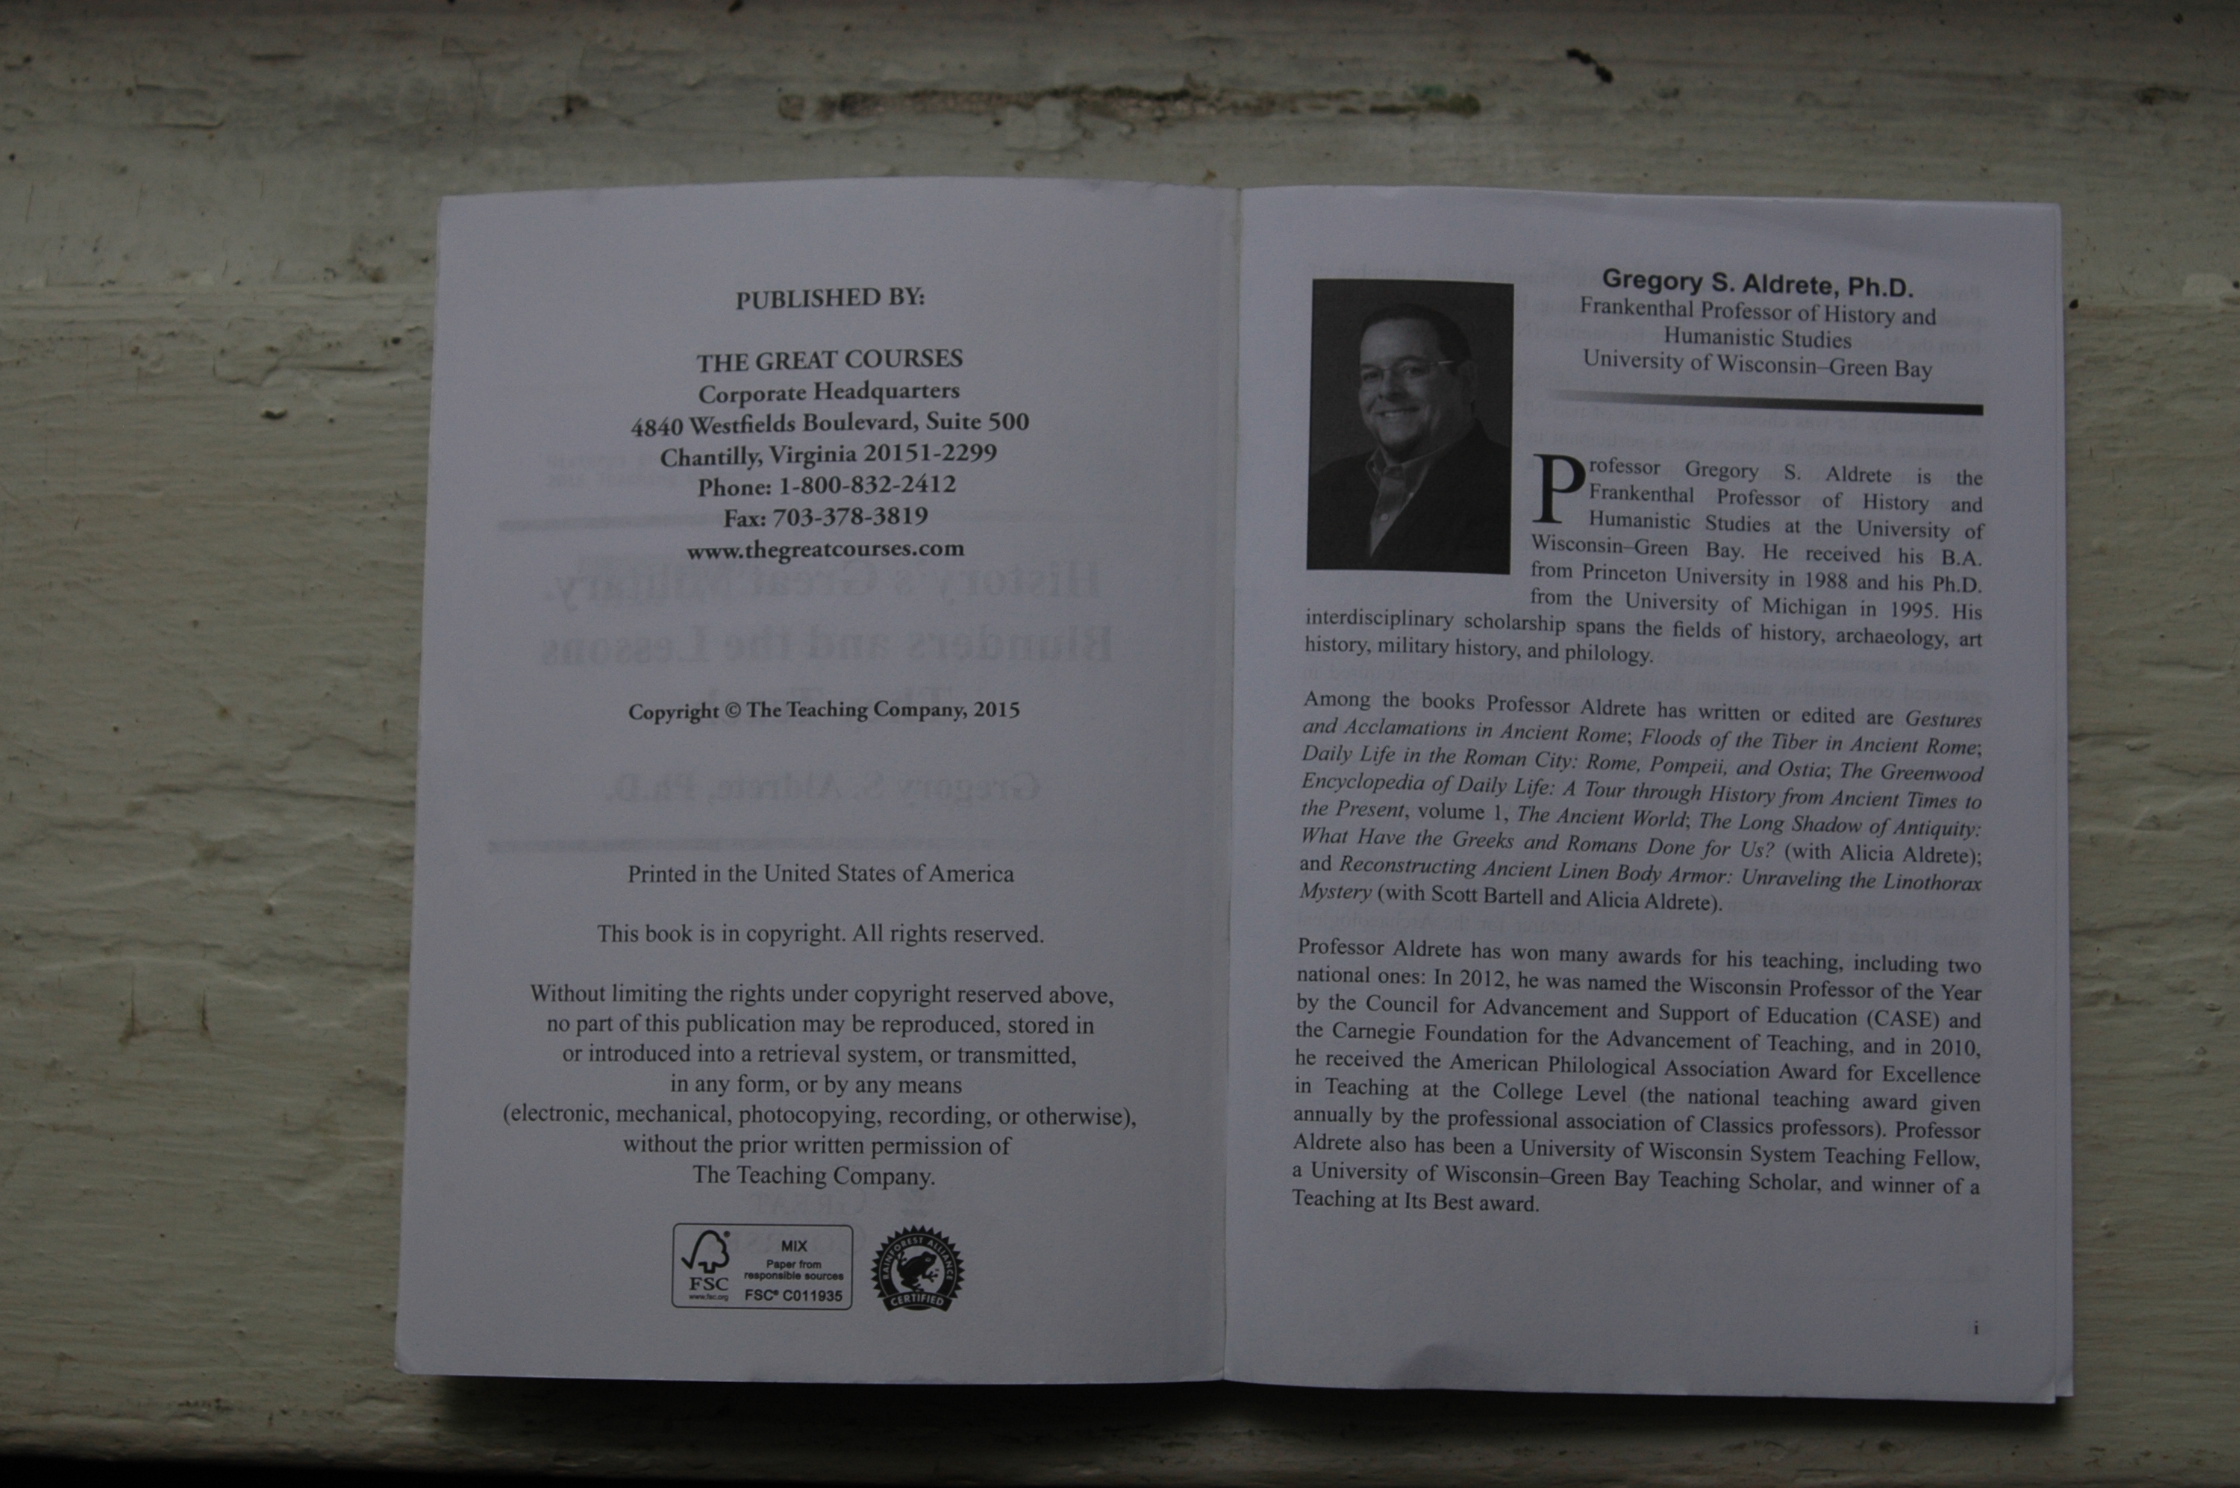 PUBLISHED BY:
THE GREAT COURSES
Corporate Headquarters
4840 Westfields Boulevard, Suite 500
Chantilly, Virginia 20151-2299
Phone: 1-800-832-2412
Fax: 703-378-3819
www.thegreatcourses.com
Copyright © The Teaching Company, 2015
Printed in the United States of America
This book is in copyright. All rights reserved.
Without limiting the rights under copyright reserved above,
no part of this publication may be reproduced, stored in
or introduced into a retrieval system, or transmitted,
in any form, or by any means
(electronic, mechanical, photocopying, recording, or otherwise),
without the prior written permission of
The Teaching Company.
FSC
www.fsc.org
MIX
Paper from
responsible sources
FSC® C011935
RAINFOREST ALLIANCE
CERTIFIED
Gregory S. Aldrete, Ph.D.
Frankenthal Professor of History and
Humanistic Studies
University of Wisconsin–Green Bay
Professor Gregory S. Aldrete is the
Frankenthal Professor of History and
Humanistic Studies at the University of
Wisconsin–Green Bay. He received his B.A.
from Princeton University in 1988 and his Ph.D.
from the University of Michigan in 1995. His
interdisciplinary scholarship spans the fields of history, archaeology, art
history, military history, and philology.
Among the books Professor Aldrete has written or edited are Gestures
and Acclamations in Ancient Rome; Floods of the Tiber in Ancient Rome;
Daily Life in the Roman City: Rome, Pompeii, and Ostia; The Greenwood
Encyclopedia of Daily Life: A Tour through History from Ancient Times to
the Present, volume 1, The Ancient World; The Long Shadow of Antiquity:
What Have the Greeks and Romans Done for Us? (with Alicia Aldrete);
and Reconstructing Ancient Linen Body Armor: Unraveling the Linothorax
Mystery (with Scott Bartell and Alicia Aldrete).
Professor Aldrete has won many awards for his teaching, including two
national ones: In 2012, he was named the Wisconsin Professor of the Year
by the Council for Advancement and Support of Education (CASE) and
the Carnegie Foundation for the Advancement of Teaching, and in 2010,
he received the American Philological Association Award for Excellence
in Teaching at the College Level (the national teaching award given
annually by the professional association of Classics professors). Professor
Aldrete also has been a University of Wisconsin System Teaching Fellow,
a University of Wisconsin–Green Bay Teaching Scholar, and winner of a
Teaching at Its Best award.
i